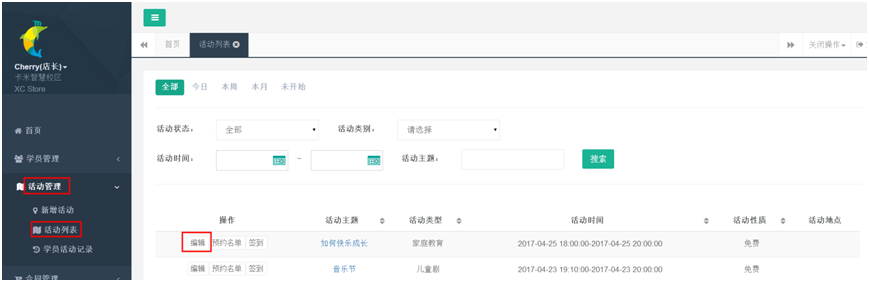 Cherry(店长)
卡米智慧校区
XC Store
首页
学员管理
活动管理
新增活动
活动列表
学员活动记录
合同管理
首页 活动列表 关闭操作
全部 今日 本周 本月 未开始
活动状态： 全部 活动类别： 请选择
活动时间： ~ 活动主题： 搜索
操作 活动主题 活动类型 活动时间 活动性质 活动地点
编辑 预约名单 签到 如何快乐成长 家庭教育 2017-04-25 18:00:00-2017-04-25 20:00:00 免费
编辑 预约名单 签到 音乐节 儿童剧 2017-04-23 19:10:00-2017-04-23 20:00:00 免费